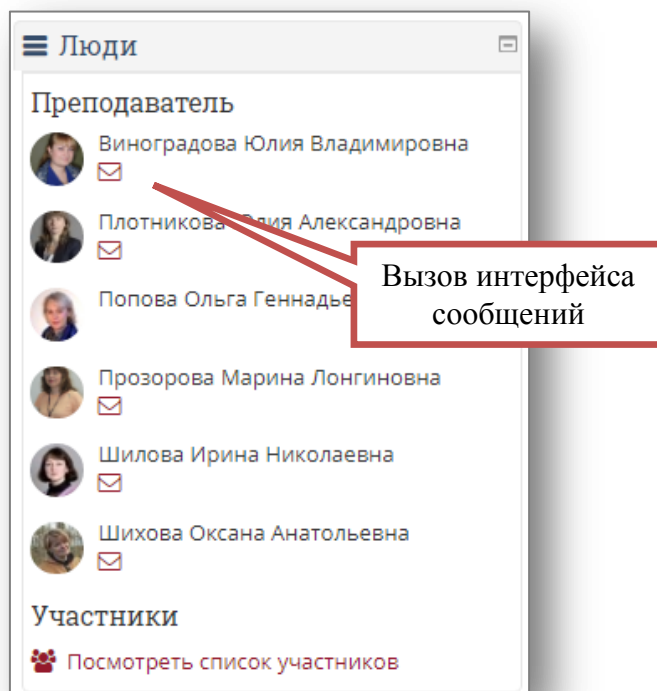 Люди
Преподаватель
Виноградова Юлия Владимировна
Плотникова Юлия Александровна
Попова Ольга
Вызов интерфейса
сообщений
Прозорова Марина Лонгиновна
Шилова Ирина Николаевна
Шихова Оксана Анатольевна
Участники
Посмотреть список участников